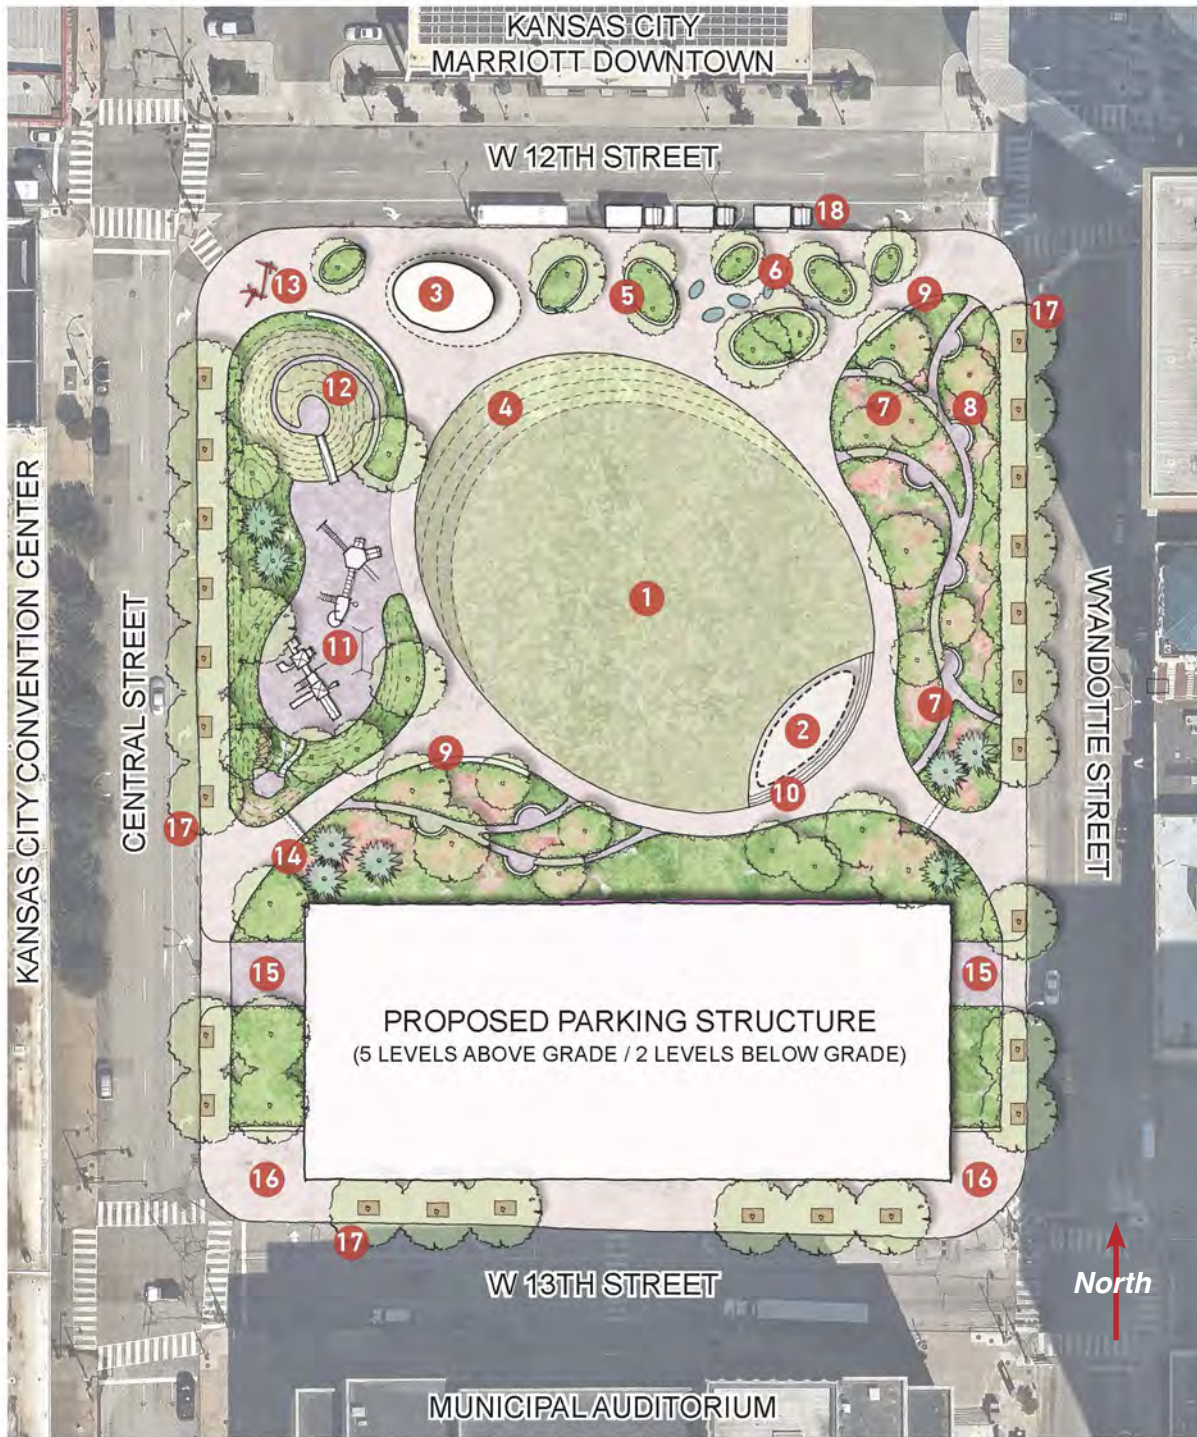 KANSAS CITY
MARRIOTT DOWNTOWN
W 12TH STREET
18
13
3
5
6
9
17
12
4
7
8
KANSAS CITY CONVENTION CENTER
CENTRAL STREET
11
1
WYANDOTTE STREET
7
2
9
10
17
14
15
15
PROPOSED PARKING STRUCTURE
(5 LEVELS ABOVE GRADE / 2 LEVELS BELOW GRADE)
16
16
17
W 13TH STREET
North
MUNICIPAL AUDITORIUM